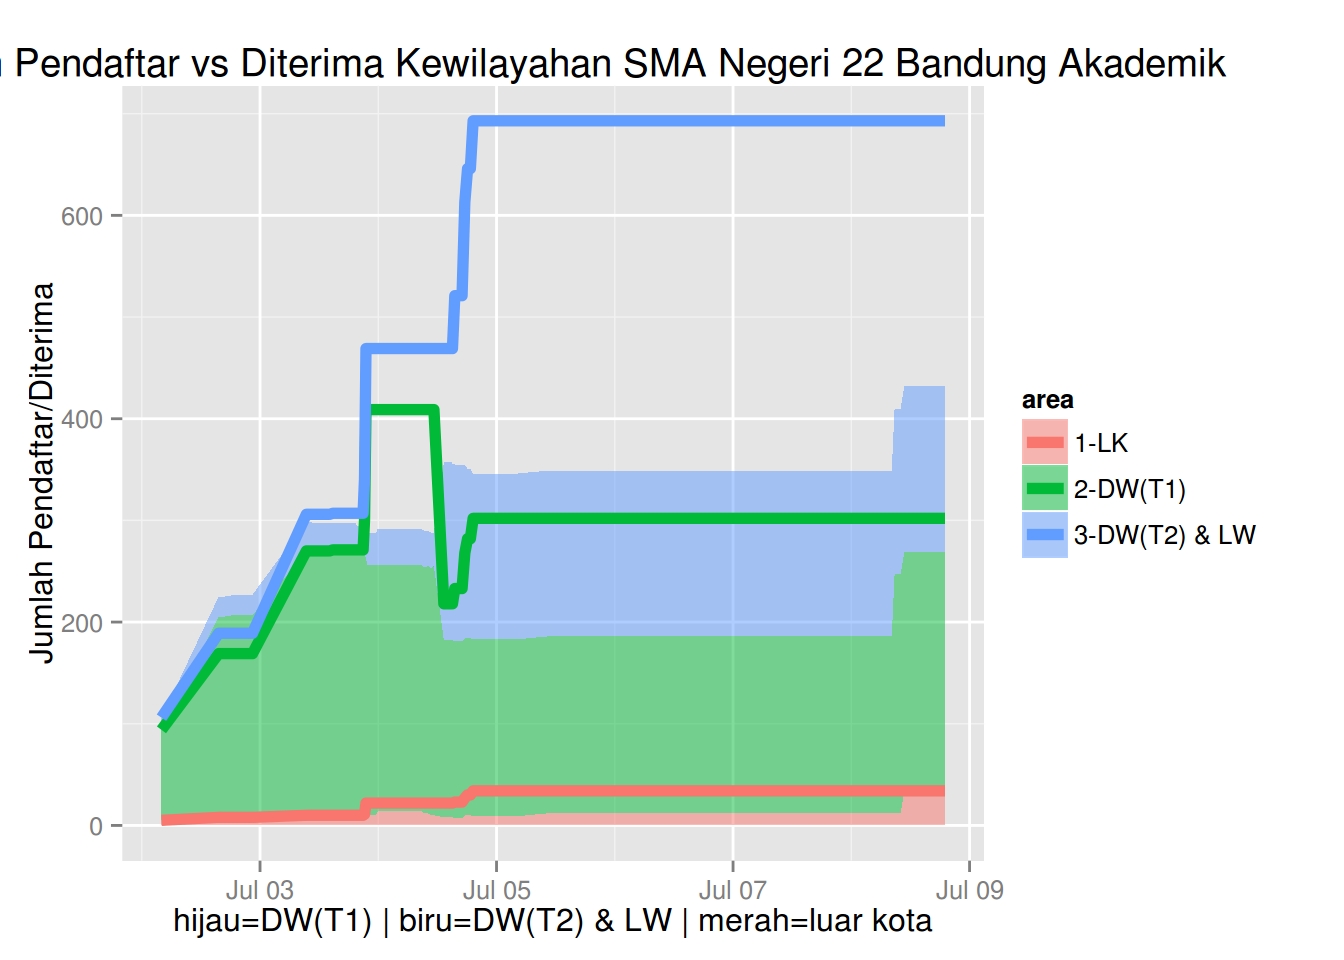 Pendaftar vs Diterima Kewilayahan SMA Negeri 22 Bandung Akademik
Jumlah Pendaftar/Diterima
600
400
200
0
Jul 03
Jul 05
Jul 07
Jul 09
hijau=DW(T1) | biru=DW(T2) & LW | merah=luar kota
area
1-LK
2-DW(T1)
3-DW(T2) & LW